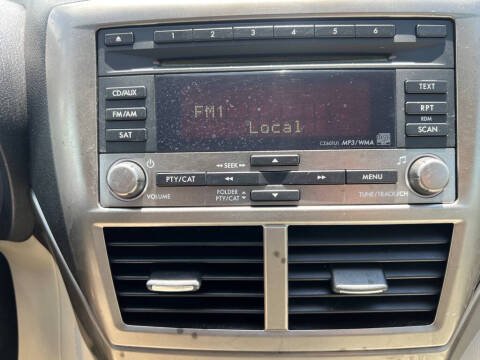 1 2 3 4 5 6
CD/AUX
FM/AM
SAT
FM1
Local
CZ601U1 MP3/WMA
TEXT
RPT
RDM
SCAN
SEEK
PTY/CAT
MENU
VOLUME
FOLDER
PTY/CAT
TUNE/TRACK/CH